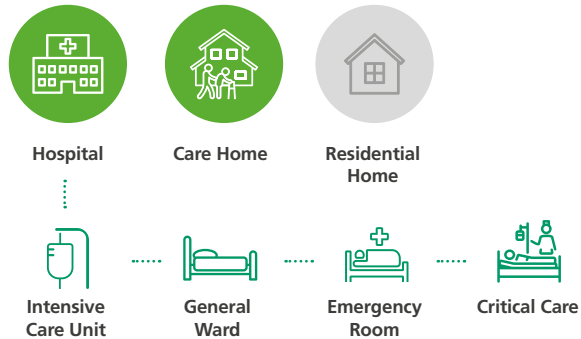 Hospital
Care Home
Residential
Home
Intensive
Care Unit
General
Ward
Emergency
Room
Critical Care